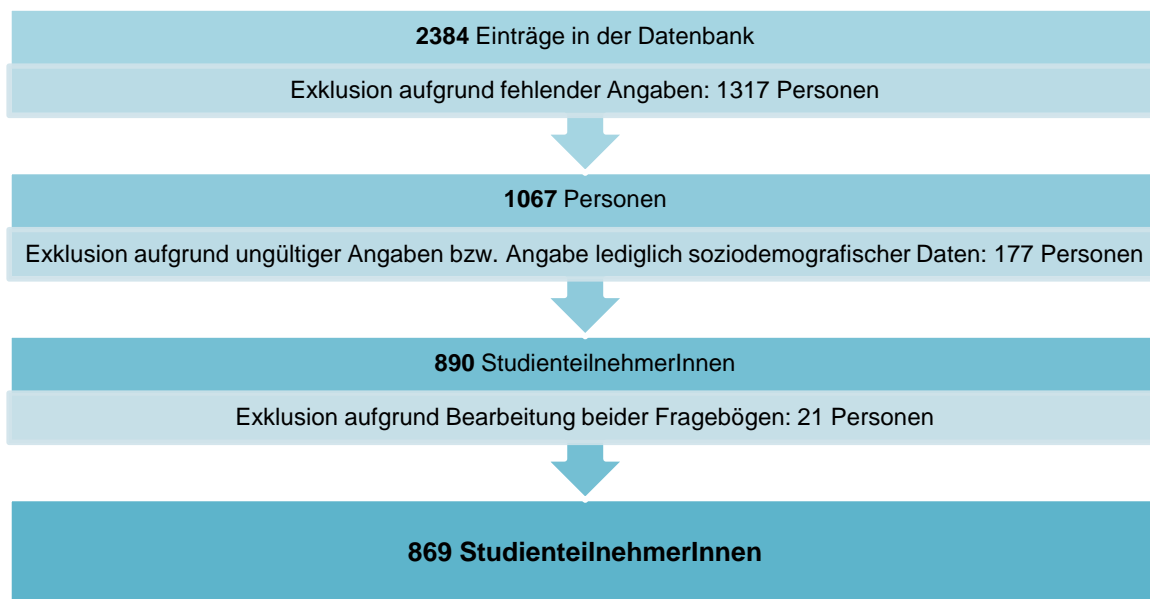 2384 Einträge in der Datenbank
Exklusion aufgrund fehlender Angaben: 1317 Personen
1067 Personen
Exklusion aufgrund ungültiger Angaben bzw. Angabe lediglich soziodemografischer Daten: 177 Personen
890 StudienteilnehmerInnen
Exklusion aufgrund Bearbeitung beider Fragebögen: 21 Personen
869 StudienteilnehmerInnen